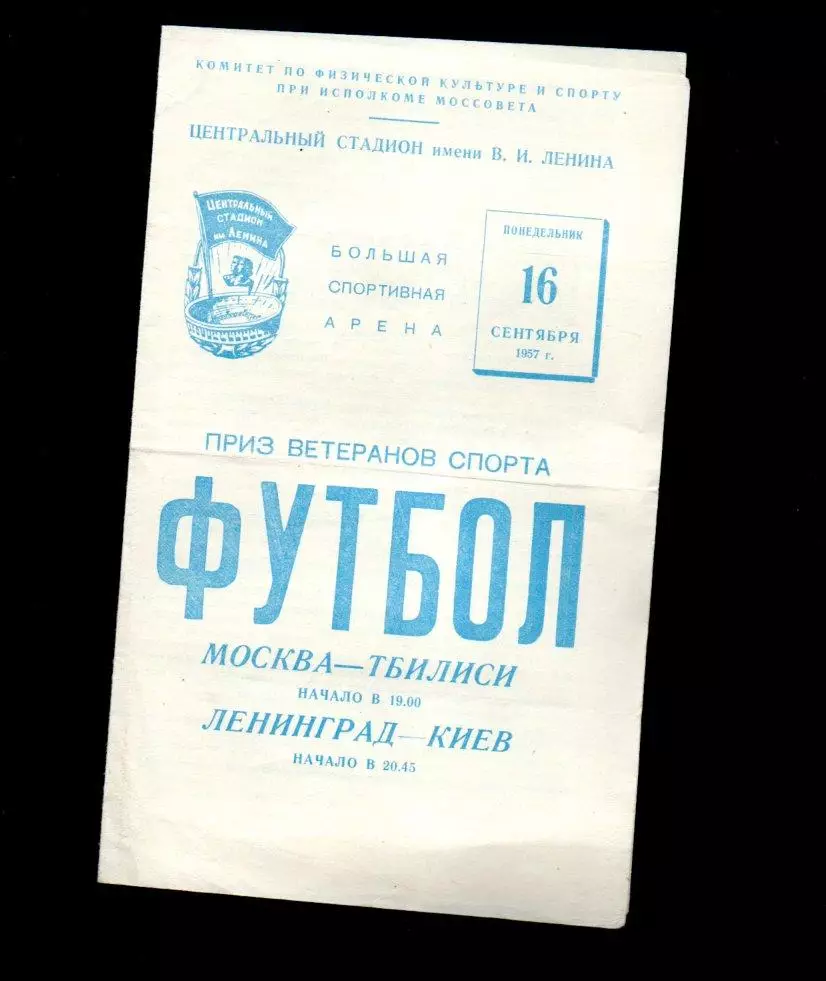 КОМИТЕТ ПО ФИЗИЧЕСКОЙ КУЛЬТУРЕ И СПОРТУ
ПРИ ИСПОЛКОМЕ МОССОВЕТА
ЦЕНТРАЛЬНЫЙ СТАДИОН имени В. И. ЛЕНИНА
ЦЕНТРАЛЬНЫЙ
СТАДИОН
ИМ ЛЕНИНА
БОЛЬШАЯ
СПОРТИВНАЯ
АРЕНА
ПОНЕДЕЛЬНИК
16
СЕНТЯБРЯ
1957 г.
ПРИЗ ВЕТЕРАНОВ СПОРТА
ФУТБОЛ
МОСКВА—ТБИЛИСИ
НАЧАЛО В 19.00
ЛЕНИНГРАД—КИЕВ
НАЧАЛО В 20.45